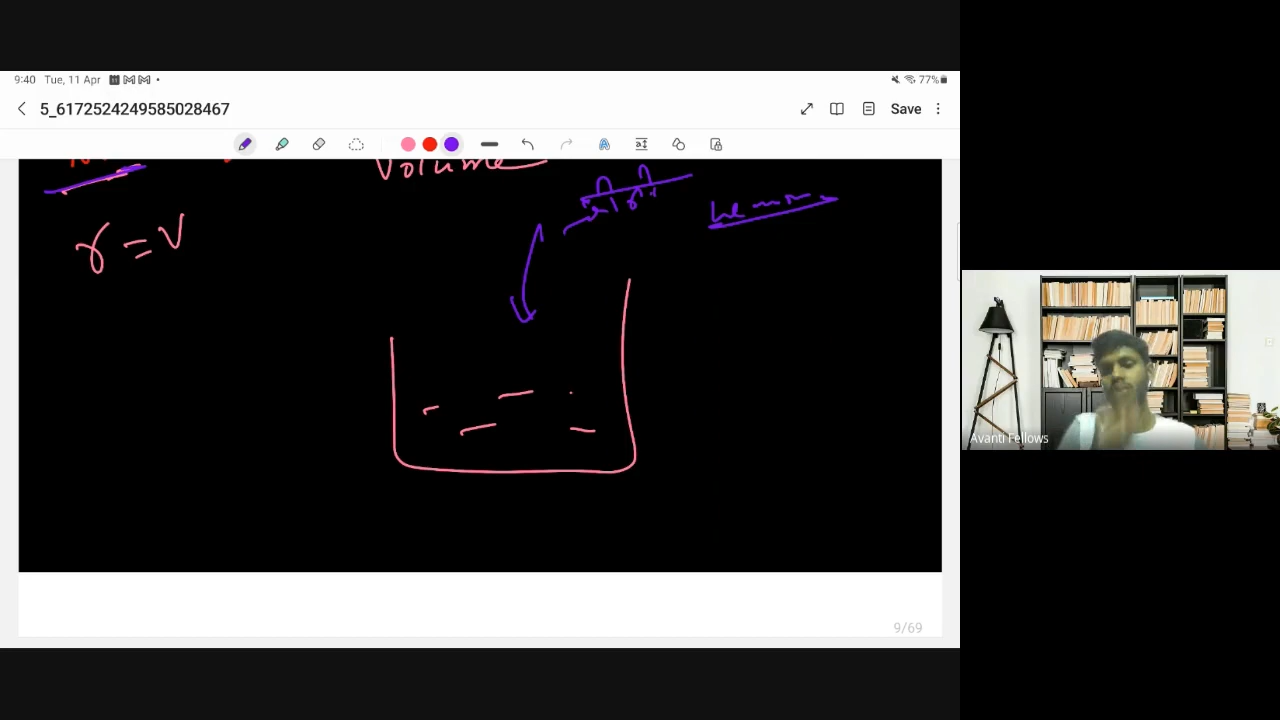 9:40 Tue, 11 Apr
77%
5_6172524249585028467
Save
Volume
γ = V
9/69
Avanti Fellows